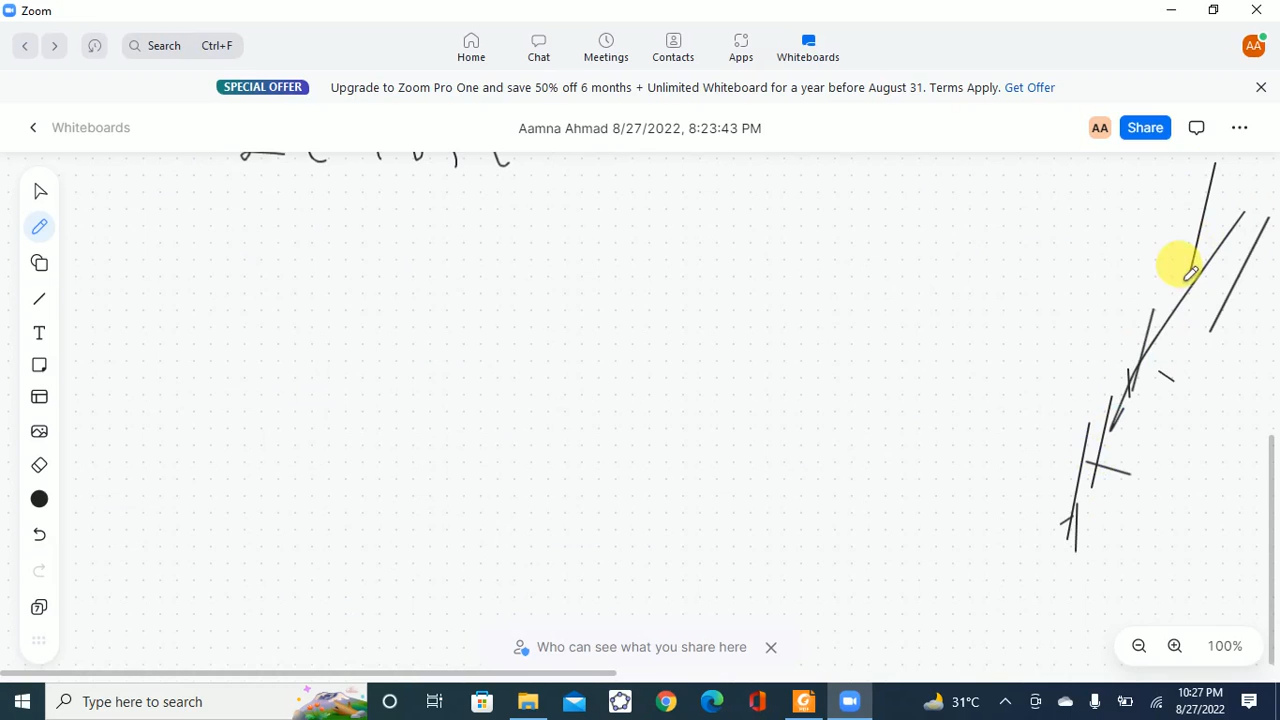 Zoom
Search Ctrl+F
Home Chat Meetings Contacts Apps Whiteboards
AA
SPECIAL OFFER Upgrade to Zoom Pro One and save 50% off 6 months + Unlimited Whiteboard for a year before August 31. Terms Apply. Get Offer
Whiteboards Aamna Ahmad 8/27/2022, 8:23:43 PM AA Share
T
7
Who can see what you share here
100%
Type here to search 31°C 10:27 PM
8/27/2022